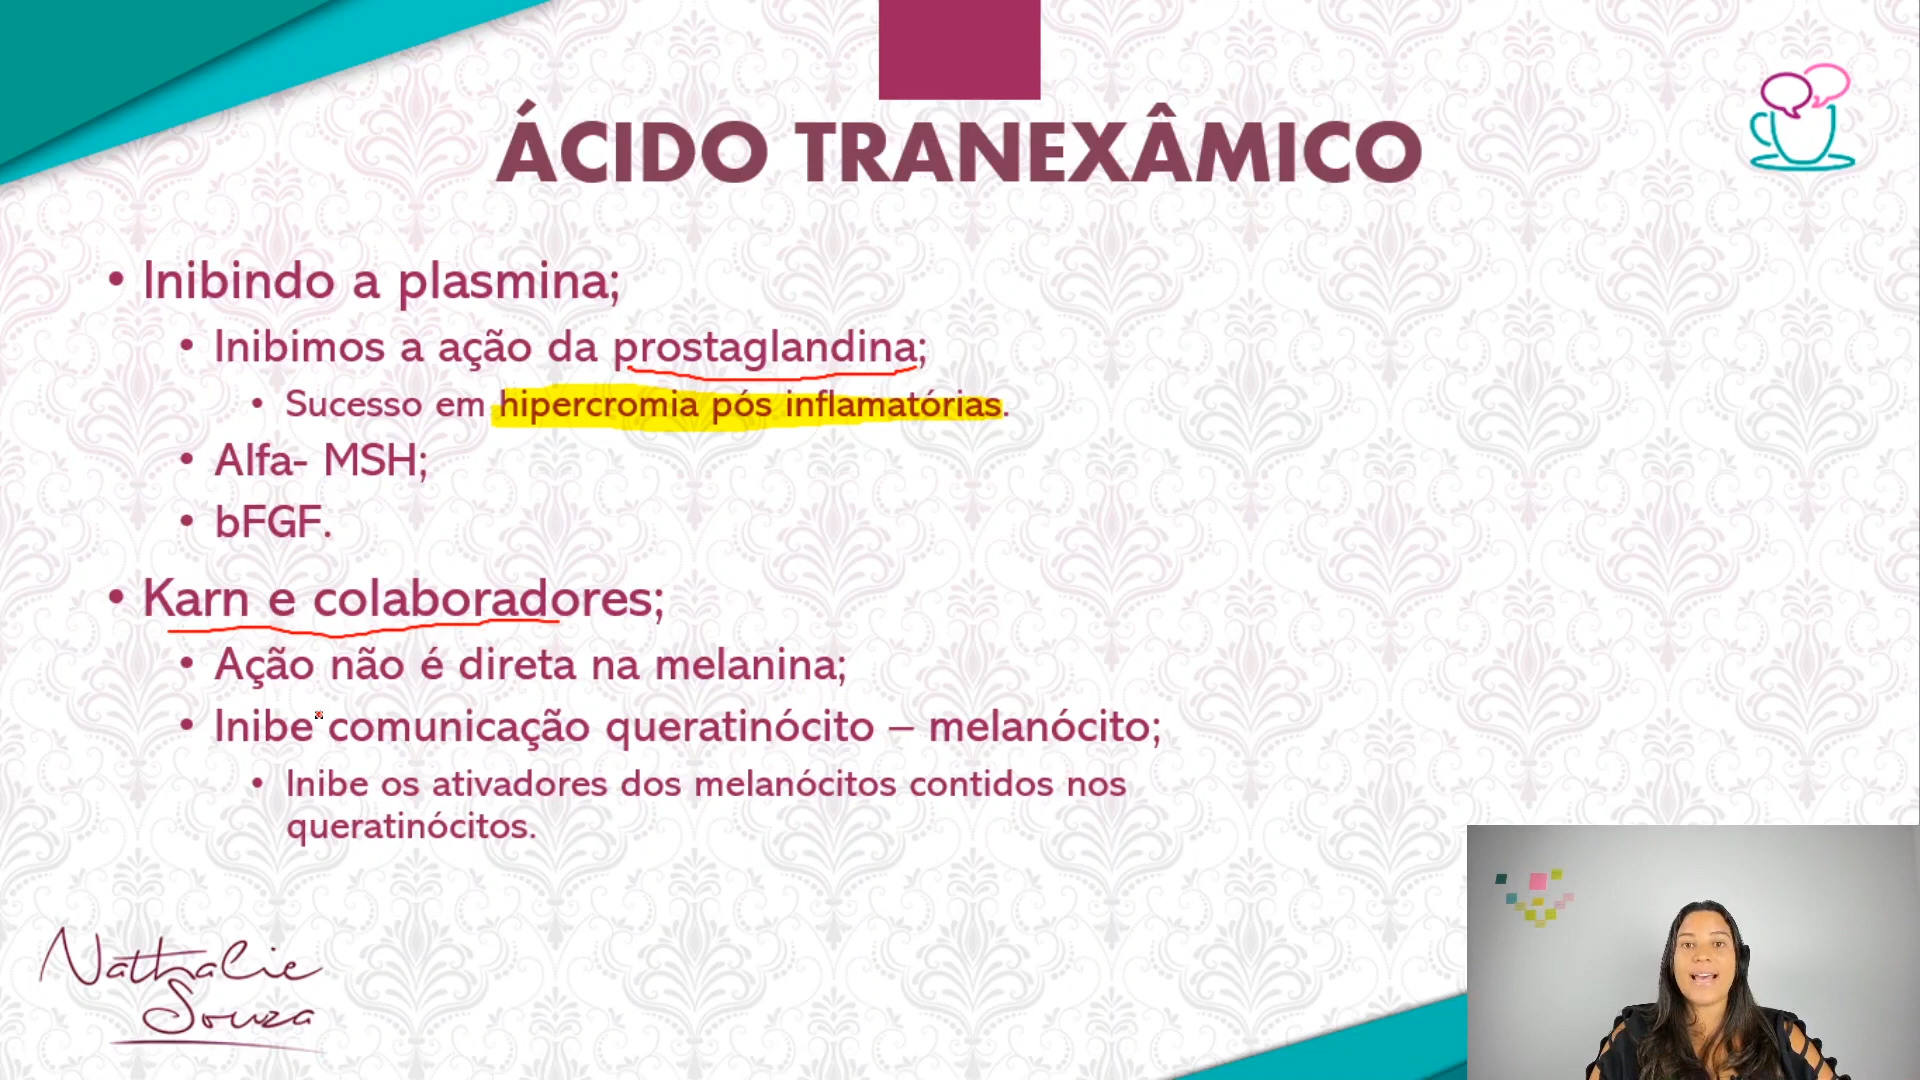 ÁCIDO TRANEXÂMICO
• Inibindo a plasmina;
• Inibimos a ação da prostaglandina;
• Sucesso em hipercromia pós inflamatórias.
• Alfa- MSH;
• bFGF.
• Karn e colaboradores;
• Ação não é direta na melanina;
• Inibe comunicação queratinócito – melanócito;
• Inibe os ativadores dos melanócitos contidos nos
queratinócitos.
Nathalie
Souza